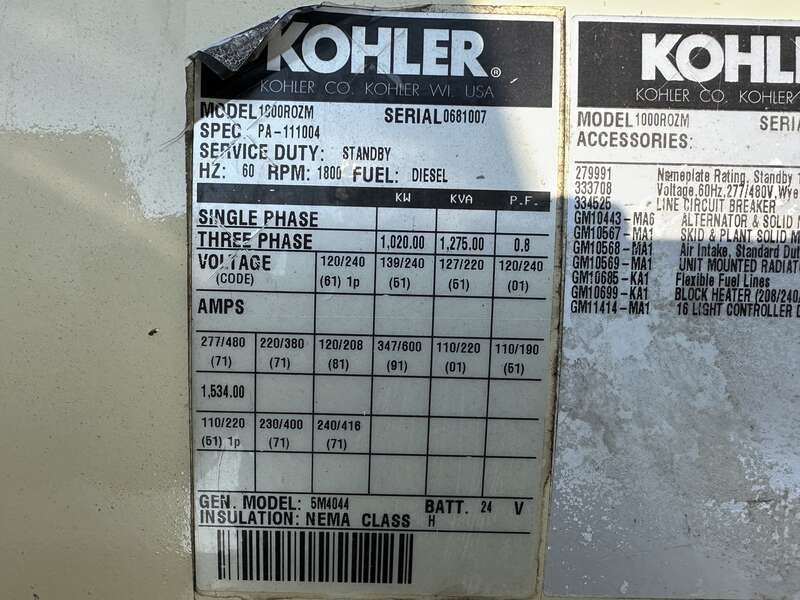 KOHLER®
KOHLER CO. KOHLER WI. USA
MODEL 1000ROZM SERIAL 0681007
SPEC PA-111004
SERVICE DUTY: STANDBY
HZ: 60 RPM: 1800 FUEL: DIESEL
KW KVA P.F.
SINGLE PHASE
THREE PHASE 1,020.00 1,275.00 0.8
VOLTAGE 120/240 139/240 127/220 120/240
(CODE) (61) 1p (51) (51) (01)
AMPS
277/480 220/380 120/208 347/600 110/220 110/190
(71) (71) (81) (91) (01) (51)
1,534.00
110/220 230/400 240/416
(51) 1p (71) (71)
GEN. MODEL: 5M4044 BATT. 24 V
INSULATION: NEMA CLASS H
KOHL
KOHLER CO. KOHLER
MODEL 1000ROZM SERI
ACCESSORIES:
279991 Nameplate Rating, Standby
333708 Voltage,60Hz,277/480V,Wye
334525 LINE CIRCUIT BREAKER
GM10443-MA6 ALTERNATOR & SOLID
GM10567-MA1 SKID & PLANT SOLID M
GM10568-MA1 Air Intake, Standard Dut
GM10569-MA1 UNIT MOUNTED RADIAT
GM10685-KA1 Flexible Fuel Lines
GM10699-KA1 BLOCK HEATER (208/240
GM11414-MA1 16 LIGHT CONTROLLER